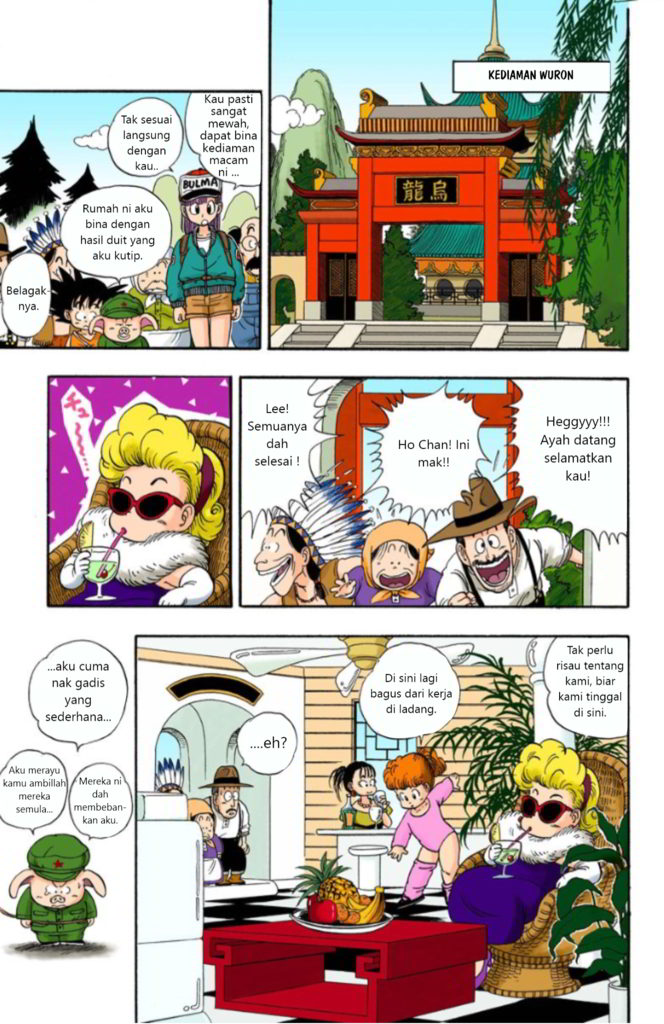 KEDIAMAN WURON
龍烏
Kau pasti
sangat
mewah,
dapat bina
kediaman
macam
ni ...
Tak sesuai
langsung
dengan
kau..
BULMA
Rumah ni aku
bina dengan
hasil duit yang
aku kutip.
Belagak-
nya.
Heggyyy!!!
Ayah datang
selamatkan
kau!
Ho Chan! Ini
mak!!
Lee!
Semuanya
dah
selesai !
チュー~~...
Tak perlu
risau tentang
kami, biar
kami tinggal
di sini.
Di sini lagi
bagus dari kerja
di ladang.
....eh?
...aku cuma
nak gadis
yang
sederhana...
Mereka ni
dah
membeban-
kan aku.
Aku merayu
kamu ambillah
mereka
semula...